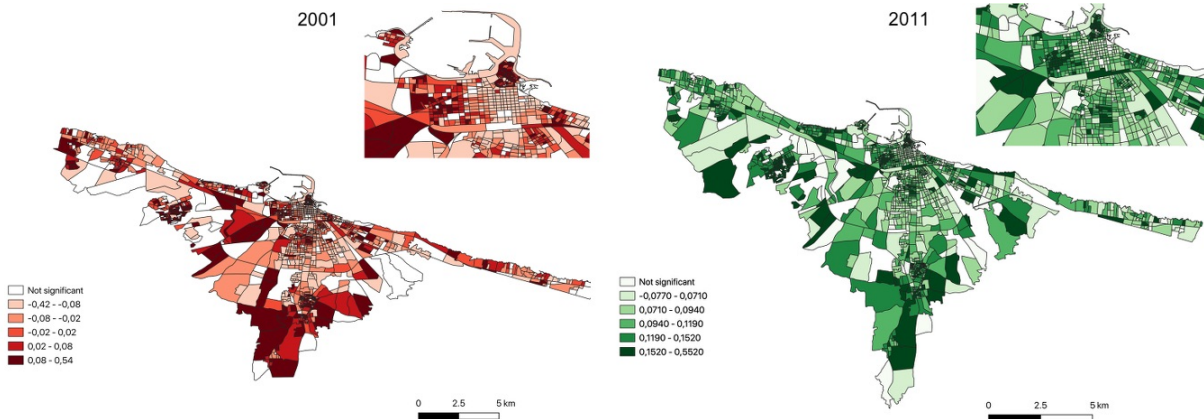 2001
Not significant
-0,42 - -0,08
-0,08 - -0,02
-0,02 - 0,02
0,02 - 0,08
0,08 - 0,54
0 2.5 5 km
2011
Not significant
-0,0770 - 0,0710
0,0710 - 0,0940
0,0940 - 0,1190
0,1190 - 0,1520
0,1520 - 0,5520
0 2.5 5 km